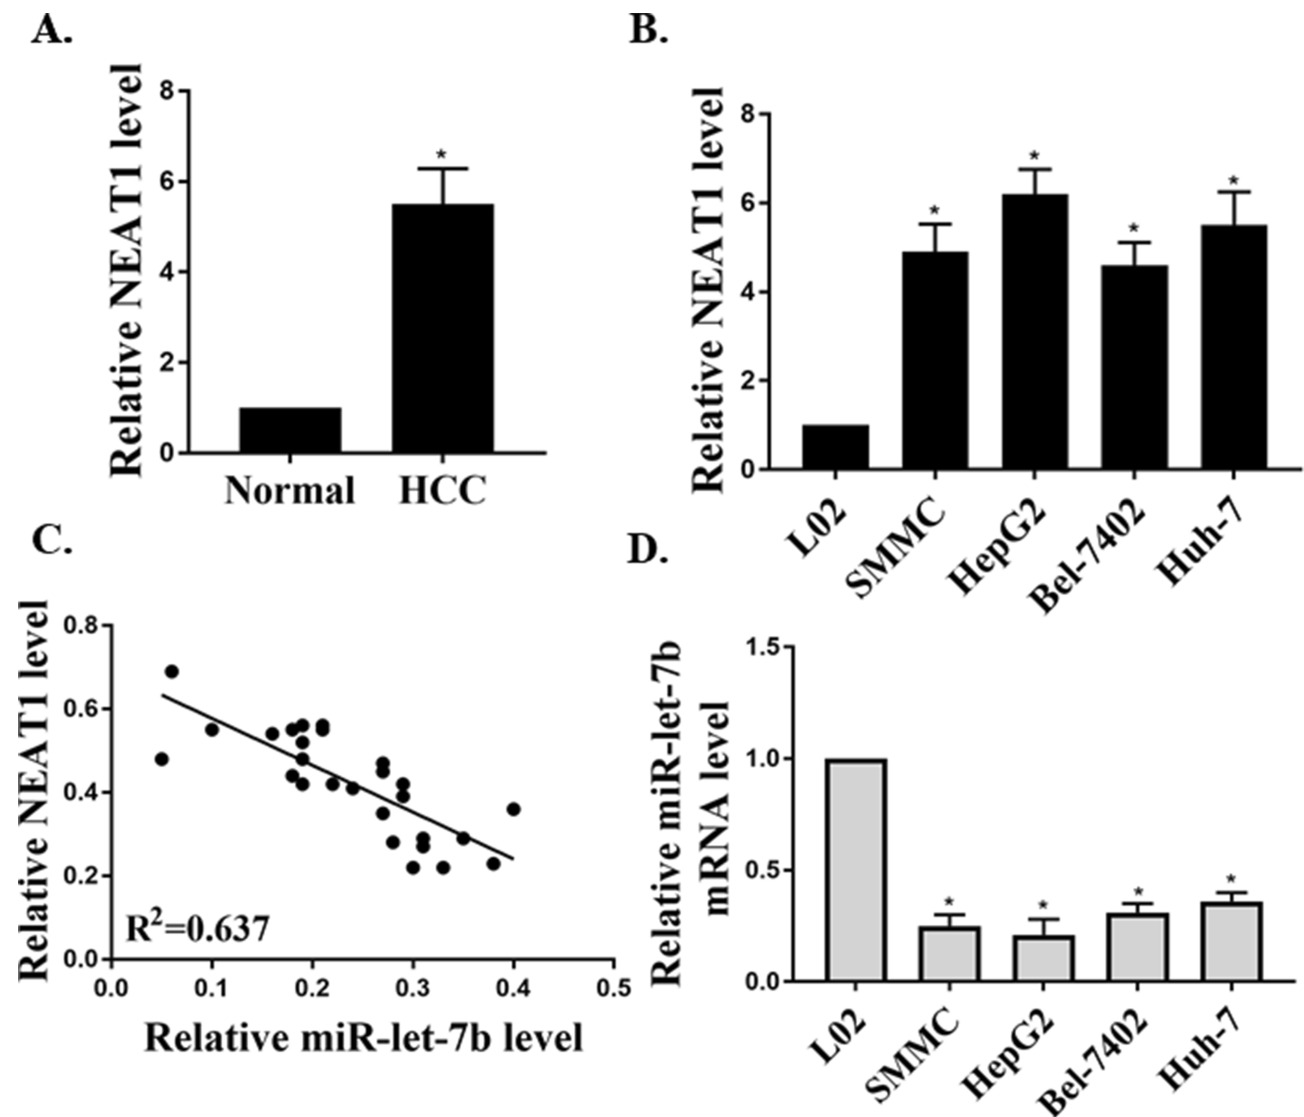 A.
Relative NEAT1 level
8
6
4
2
0
*
Normal
HCC
B.
Relative NEAT1 level
8
6
4
2
0
*
*
*
*
L02
SMMC
HepG2
Bel-7402
Huh-7
C.
Relative NEAT1 level
0.8
0.6
0.4
0.2
0.0
R²=0.637
0.0
0.1
0.2
0.3
0.4
0.5
Relative miR-let-7b level
D.
Relative miR-let-7b
mRNA level
1.5
1.0
0.5
0.0
*
*
*
*
L02
SMMC
HepG2
Bel-7402
Huh-7